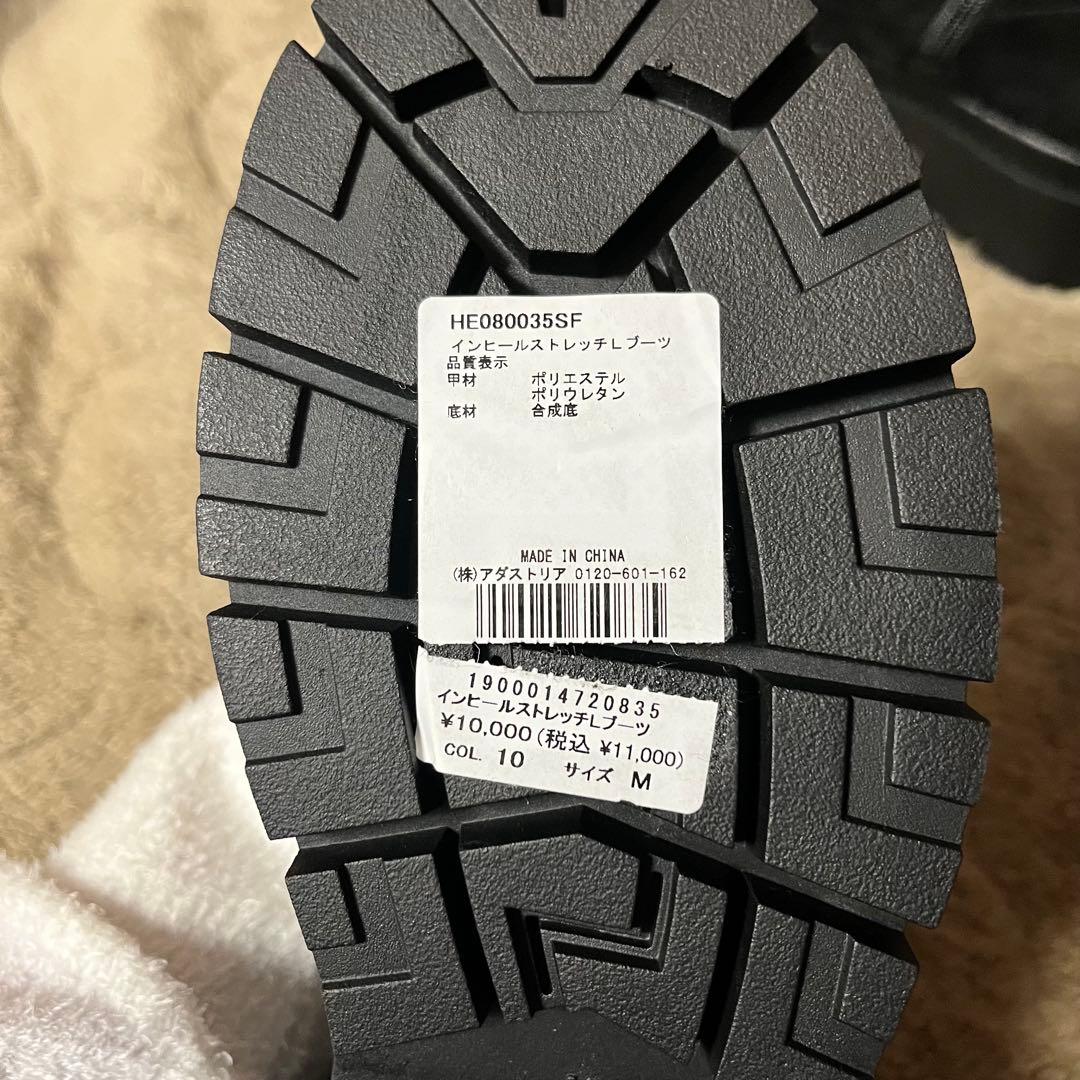 HE080035SF
インヒールストレッチLブーツ
品質表示
甲材 ポリエステル
ポリウレタン
底材 合成底
MADE IN CHINA
(株)アダストリア 0120-601-162
1900014720835
インヒールストレッチLブーツ
¥10,000(税込 ¥11,000)
COL. 10 サイズ M